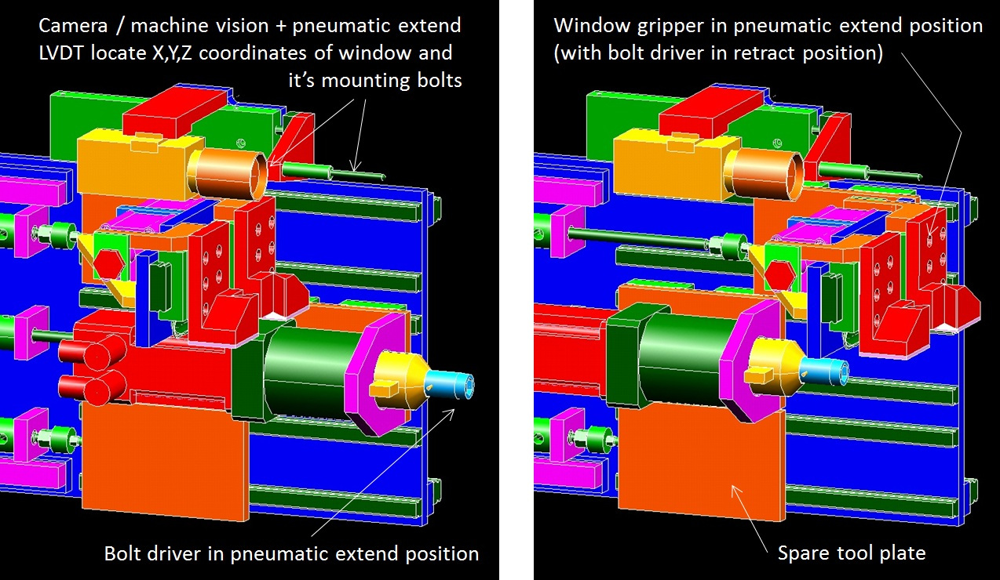 Camera / machine vision + pneumatic extend
LVDT locate X,Y,Z coordinates of window and
it's mounting bolts
Bolt driver in pneumatic extend position
Window gripper in pneumatic extend position
(with bolt driver in retract position)
Spare tool plate